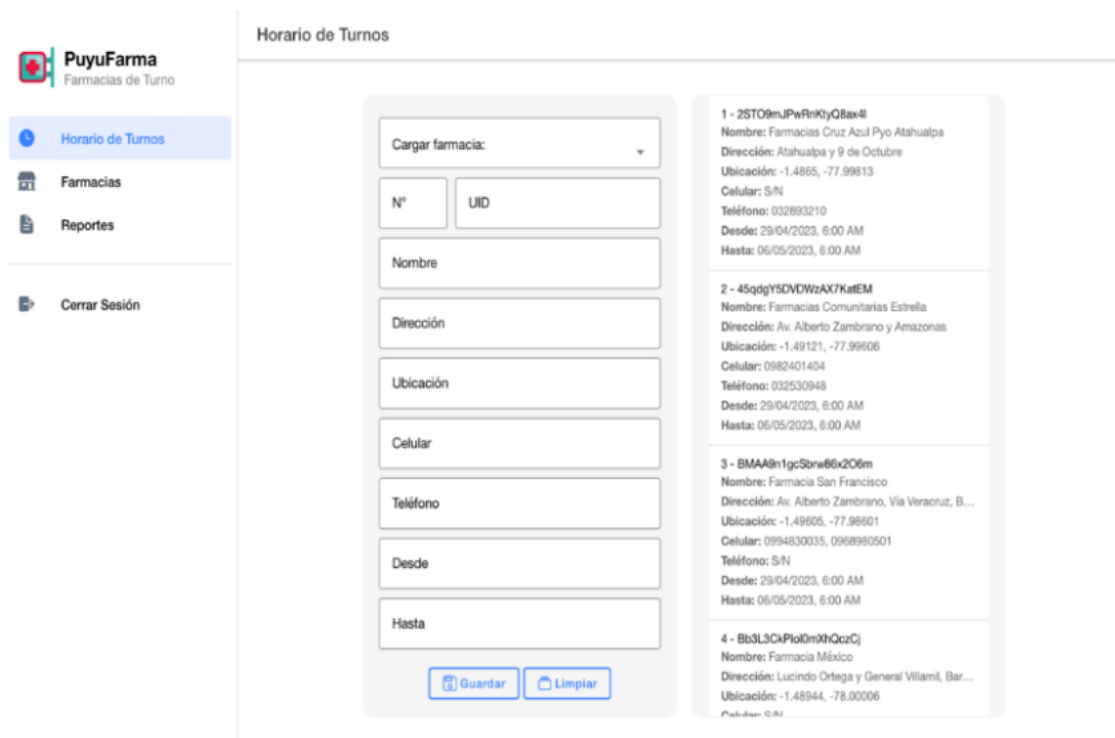 PuyuFarma
Farmacias de Turno
Horario de Turnos
Farmacias
Reportes
Cerrar Sesión
Horario de Turnos
Cargar farmacia:
N°
UID
Nombre
Dirección
Ubicación
Celular
Teléfono
Desde
Hasta
Guardar
Limpiar
1 - 2STO9mJPwRnKtyQ8ax4l
Nombre: Farmacias Cruz Azul Pyo Atahualpa
Dirección: Atahualpa y 9 de Octubre
Ubicación: -1.4865, -77.99813
Celular: S/N
Teléfono: 032893210
Desde: 29/04/2023, 6:00 AM
Hasta: 06/05/2023, 6:00 AM
2 - 45qdgY5DVDWzAX7KatEM
Nombre: Farmacias Comunitarias Estrella
Dirección: Av. Alberto Zambrano y Amazonas
Ubicación: -1.49121, -77.99606
Celular: 0982401404
Teléfono: 032530948
Desde: 29/04/2023, 6:00 AM
Hasta: 06/05/2023, 6:00 AM
3 - BMAA9n1gcSbrw86x2O6m
Nombre: Farmacia San Francisco
Dirección: Av. Alberto Zambrano, Vía Veracruz, B...
Ubicación: -1.49605, -77.98601
Celular: 0994830035, 0968980501
Teléfono: S/N
Desde: 29/04/2023, 6:00 AM
Hasta: 06/05/2023, 6:00 AM
4 - Bb3L3CkPlol0mXhQczCj
Nombre: Farmacia México
Dirección: Lucindo Ortega y General Villamil, Bar...
Ubicación: -1.48944, -78.00006
Celular: S/N